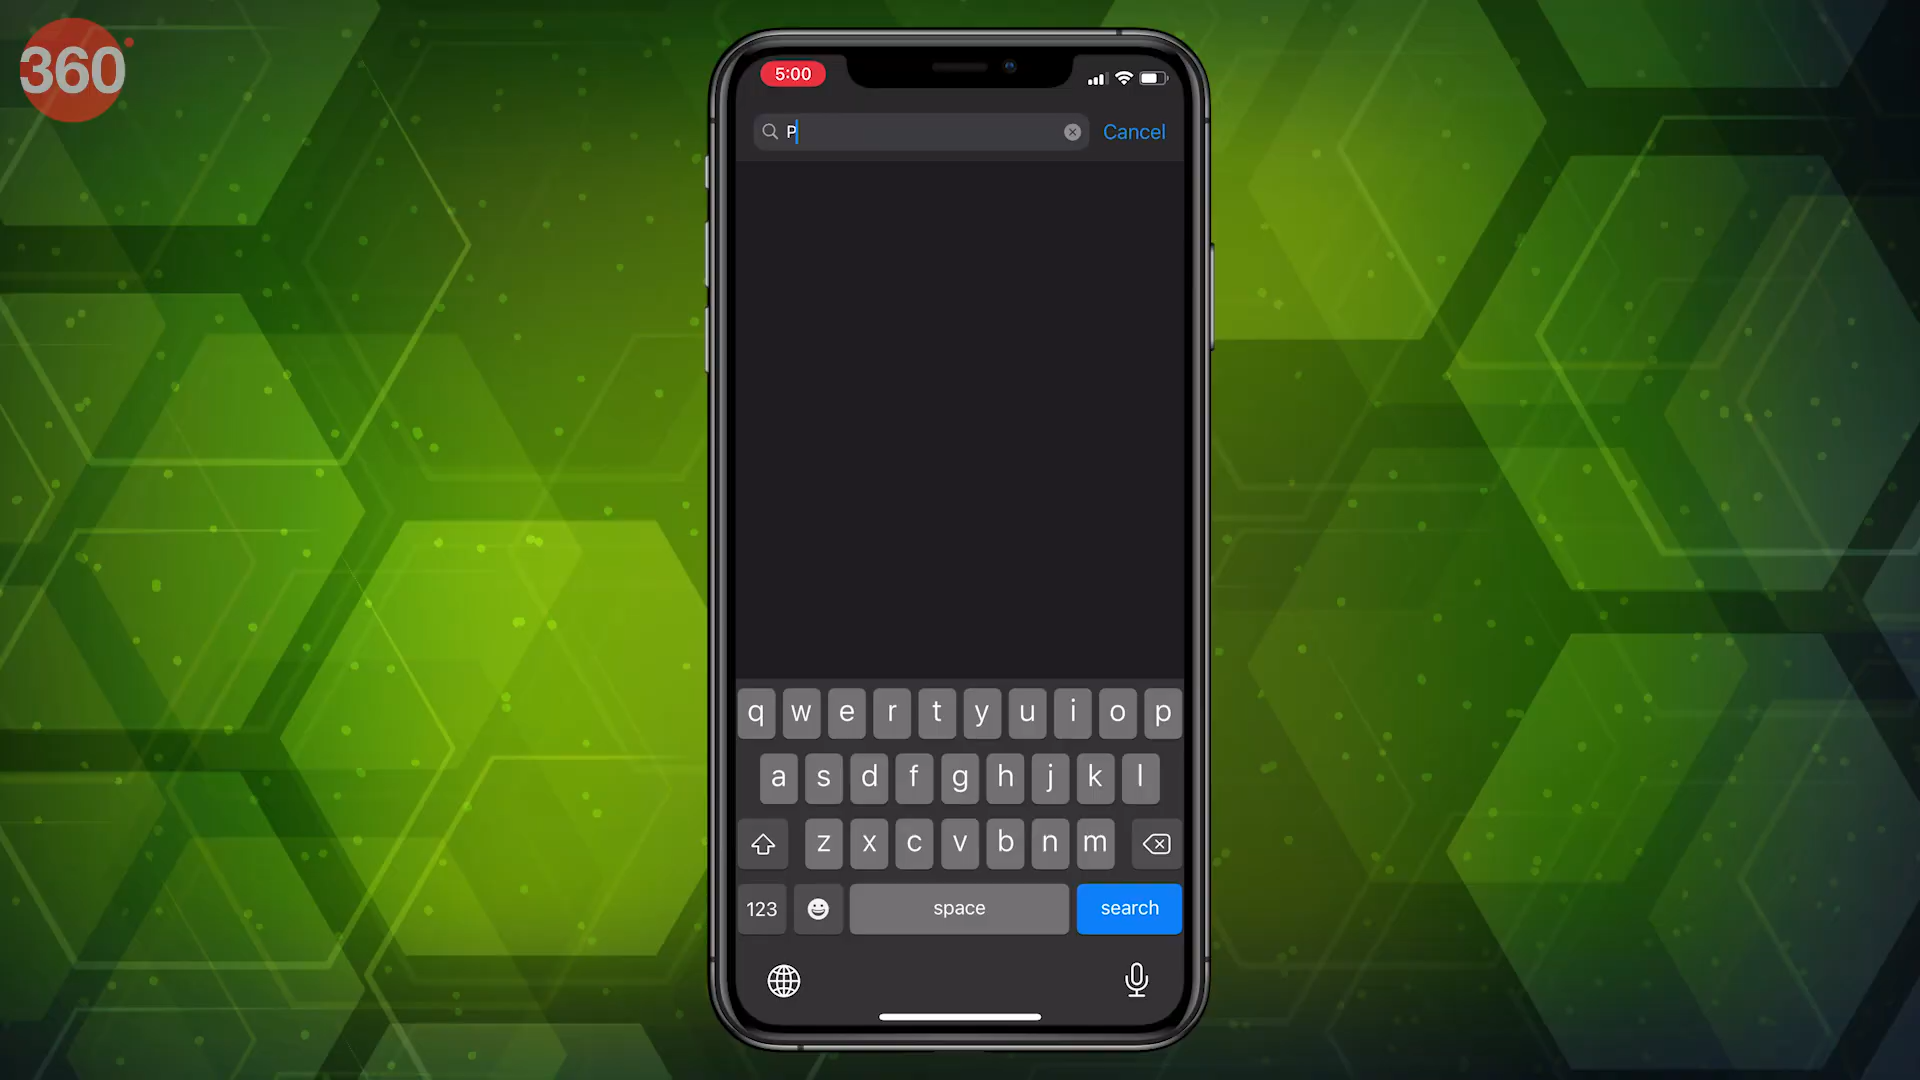 360
5:00
P Cancel
q w e r t y u i o p
a s d f g h j k l
z x c v b n m
123 space search